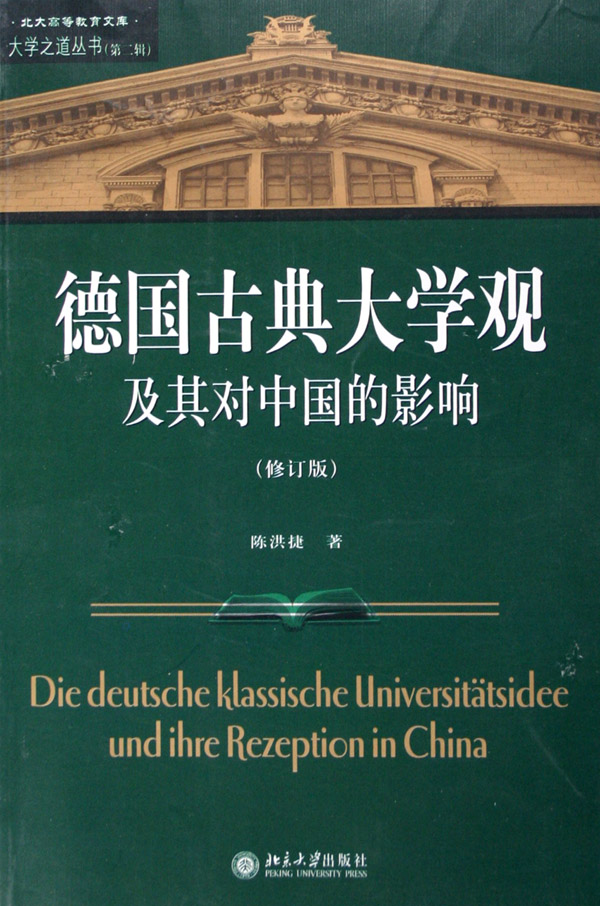 ·北大高等教育文库·
大学之道丛书(第二辑)
德国古典大学观
及其对中国的影响
(修订版)
陈洪捷 著
Die deutsche klassische Universitätsidee
und ihre Rezeption in China
北京大学出版社
PEKING UNIVERSITY PRESS